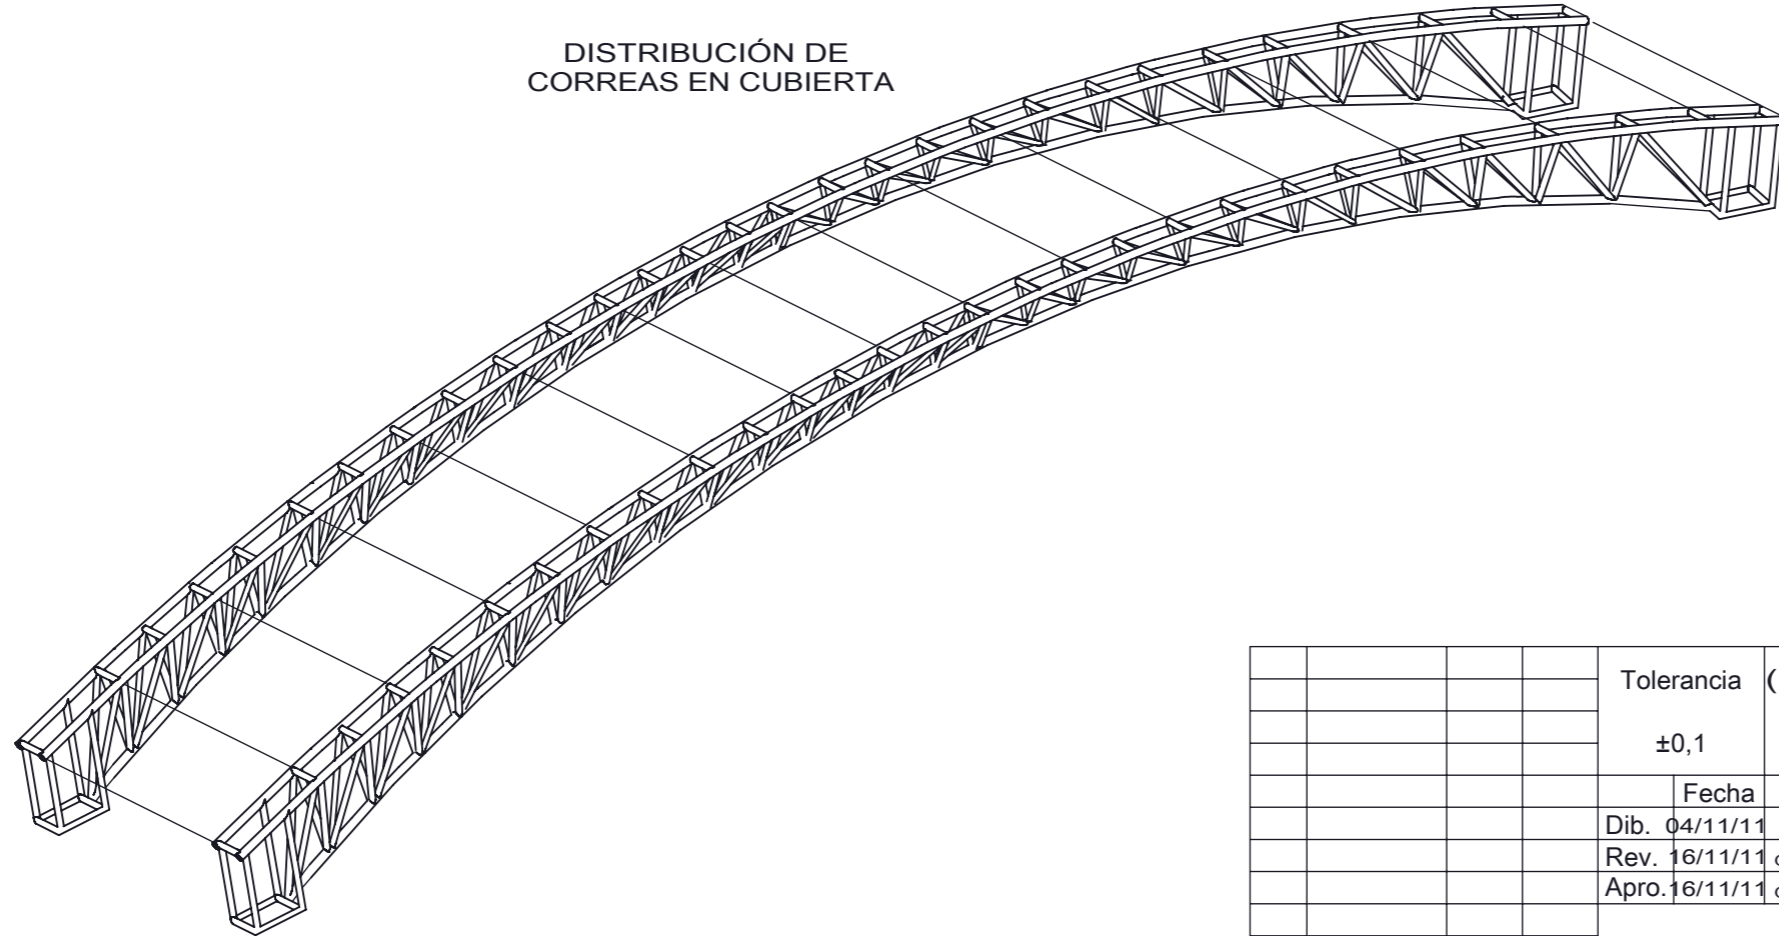 DISTRIBUCIÓN DE
CORREAS EN CUBIERTA
Tolerancia (
±0,1
Fecha
Dib. 04/11/11
Rev. 16/11/11
Apro. 16/11/11